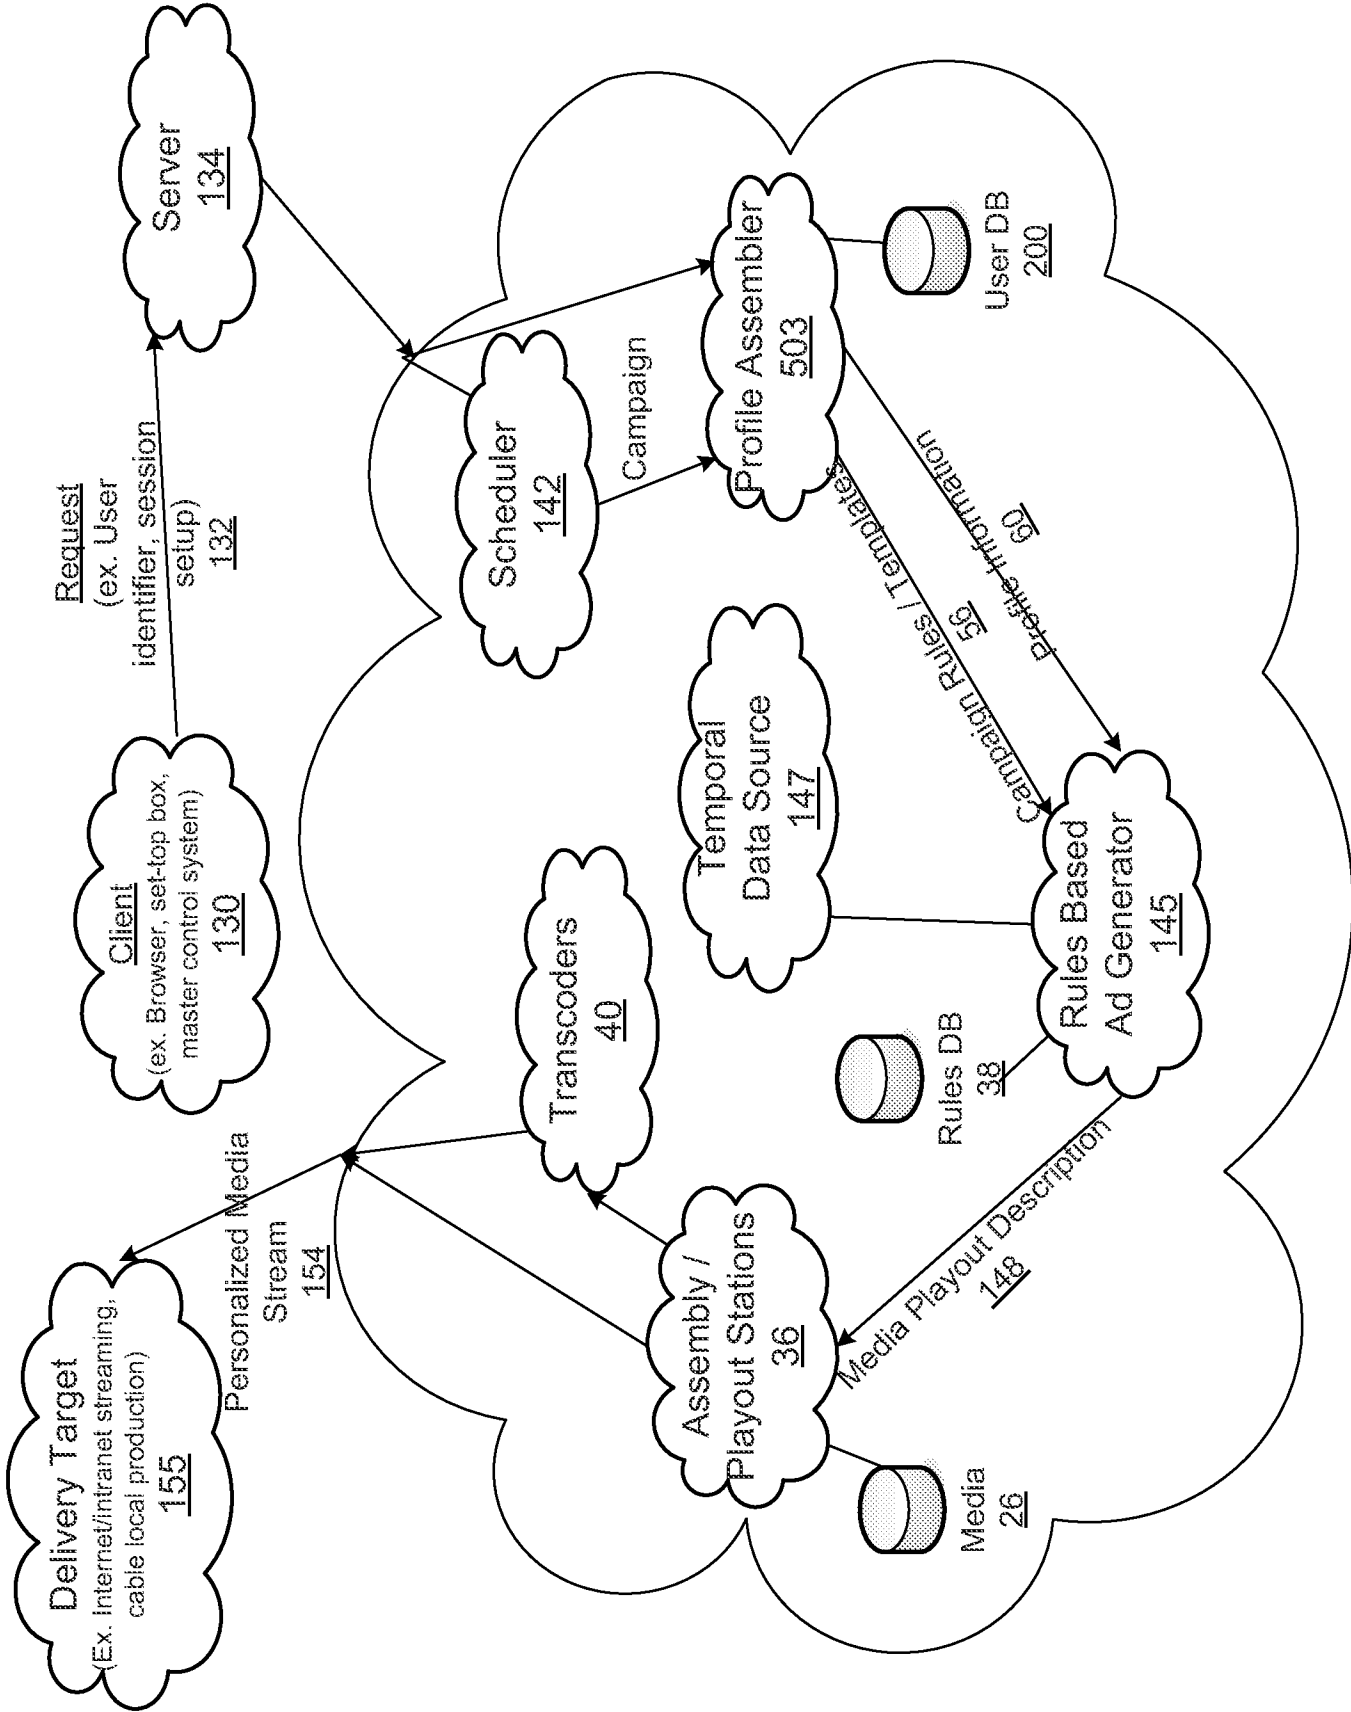 Delivery Target
(Ex. Internet/intranet streaming,
cable local production)
155
Client
(ex. Browser, set-top box,
master control system)
130
Request
(ex. User
identifier, session
setup)
132
Server
134
Personalized Media
Stream
154
Transcoders
40
Scheduler
142
Campaign
Assembly /
Playout Stations
36
Temporal
Data Source
147
Profile Assembler
503
Media
26
Rules DB
38
User DB
200
Campaign Rules / Templates
56
Profile Information
60
Media Playout Description
148
Rules Based
Ad Generator
145